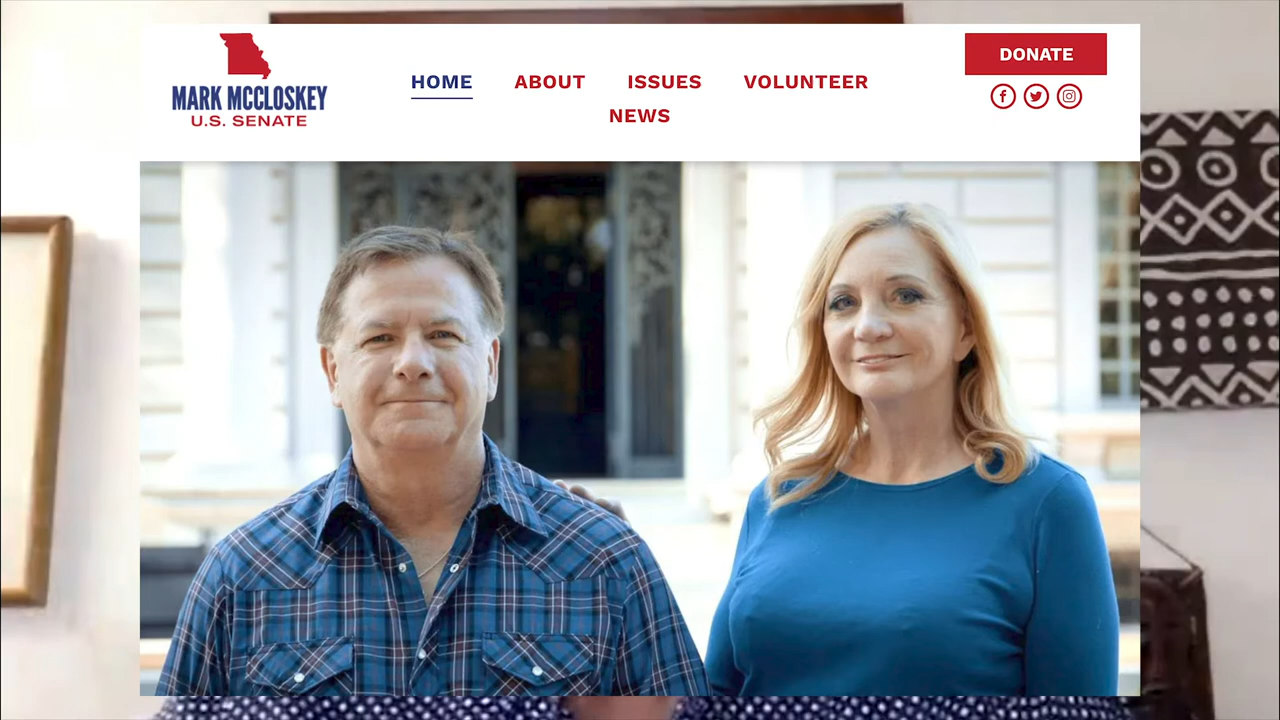 MARK MCCLOSKEY
U.S. SENATE
HOME
ABOUT
ISSUES
VOLUNTEER
NEWS
DONATE